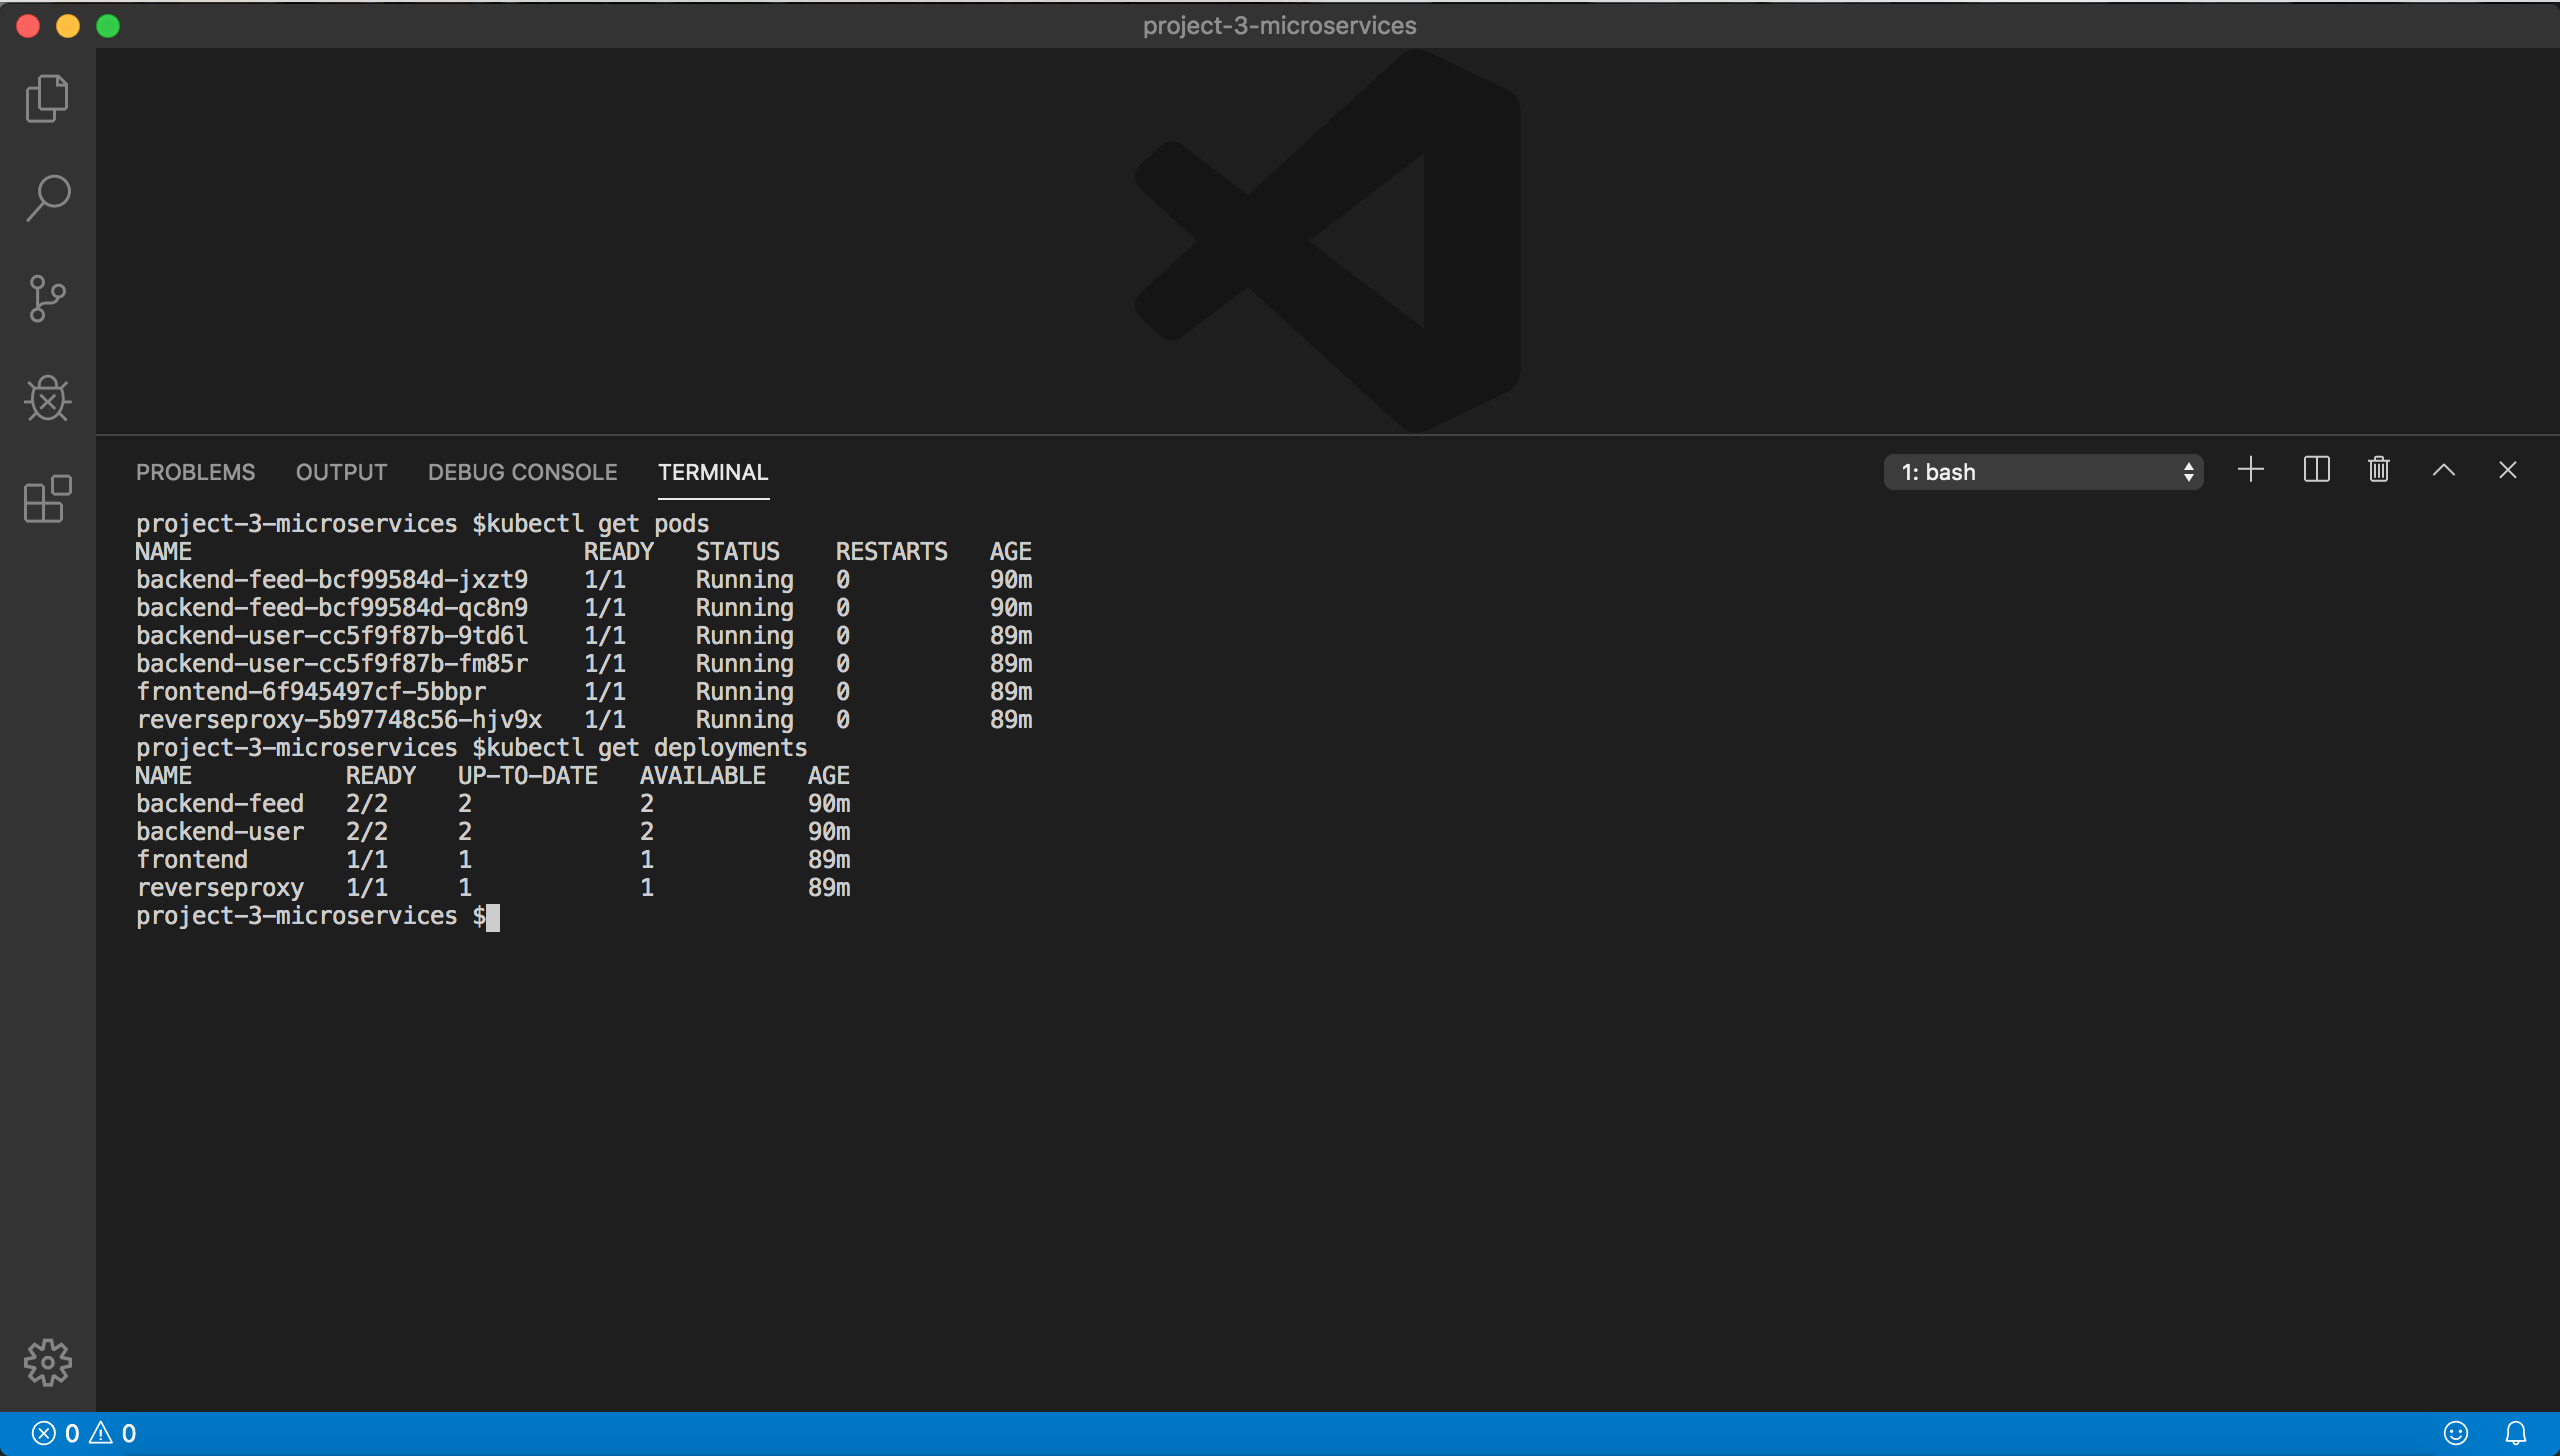 project-3-microservices
PROBLEMS OUTPUT DEBUG CONSOLE TERMINAL 1: bash
project-3-microservices $kubectl get pods
NAME READY STATUS RESTARTS AGE
backend-feed-bcf99584d-jxzt9 1/1 Running 0 90m
backend-feed-bcf99584d-qc8n9 1/1 Running 0 90m
backend-user-cc5f9f87b-9td6l 1/1 Running 0 89m
backend-user-cc5f9f87b-fm85r 1/1 Running 0 89m
frontend-6f945497cf-5bbpr 1/1 Running 0 89m
reverseproxy-5b97748c56-hjv9x 1/1 Running 0 89m
project-3-microservices $kubectl get deployments
NAME READY UP-TO-DATE AVAILABLE AGE
backend-feed 2/2 2 2 90m
backend-user 2/2 2 2 90m
frontend 1/1 1 1 89m
reverseproxy 1/1 1 1 89m
project-3-microservices $
0 0